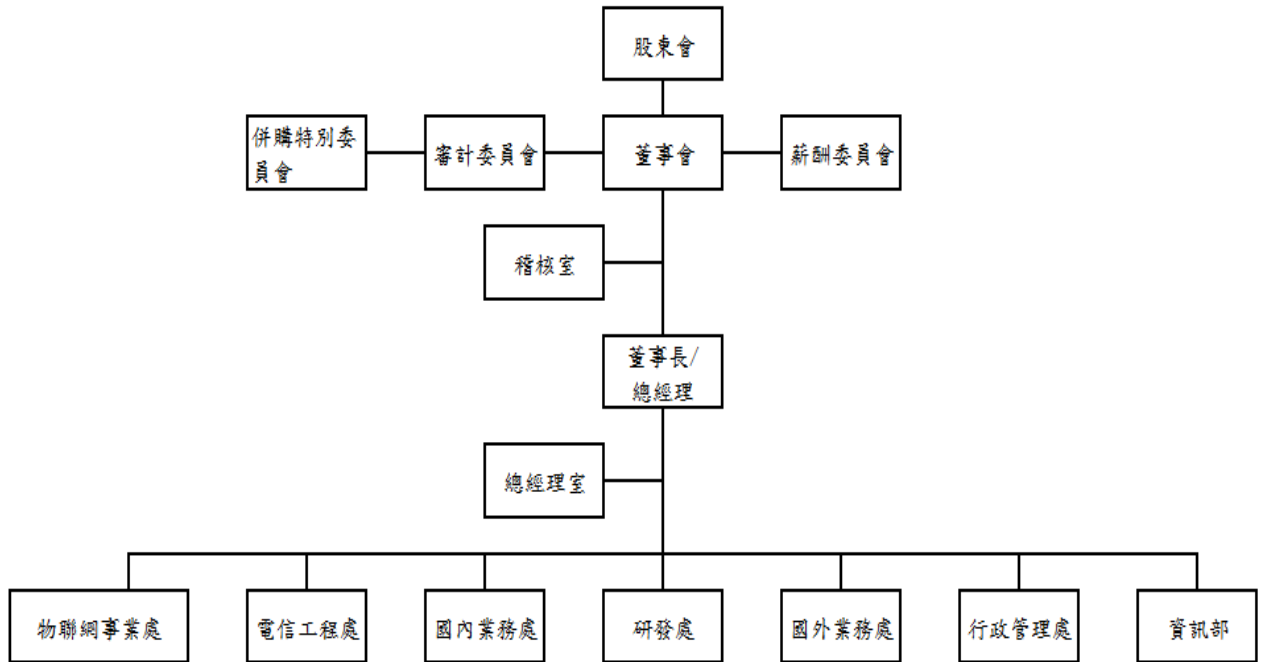 股東會
併購特別委
員會
審計委員會
董事會
薪酬委員會
稽核室
董事長/
總經理
總經理室
物聯網事業處
電信工程處
國內業務處
研發處
國外業務處
行政管理處
資訊部